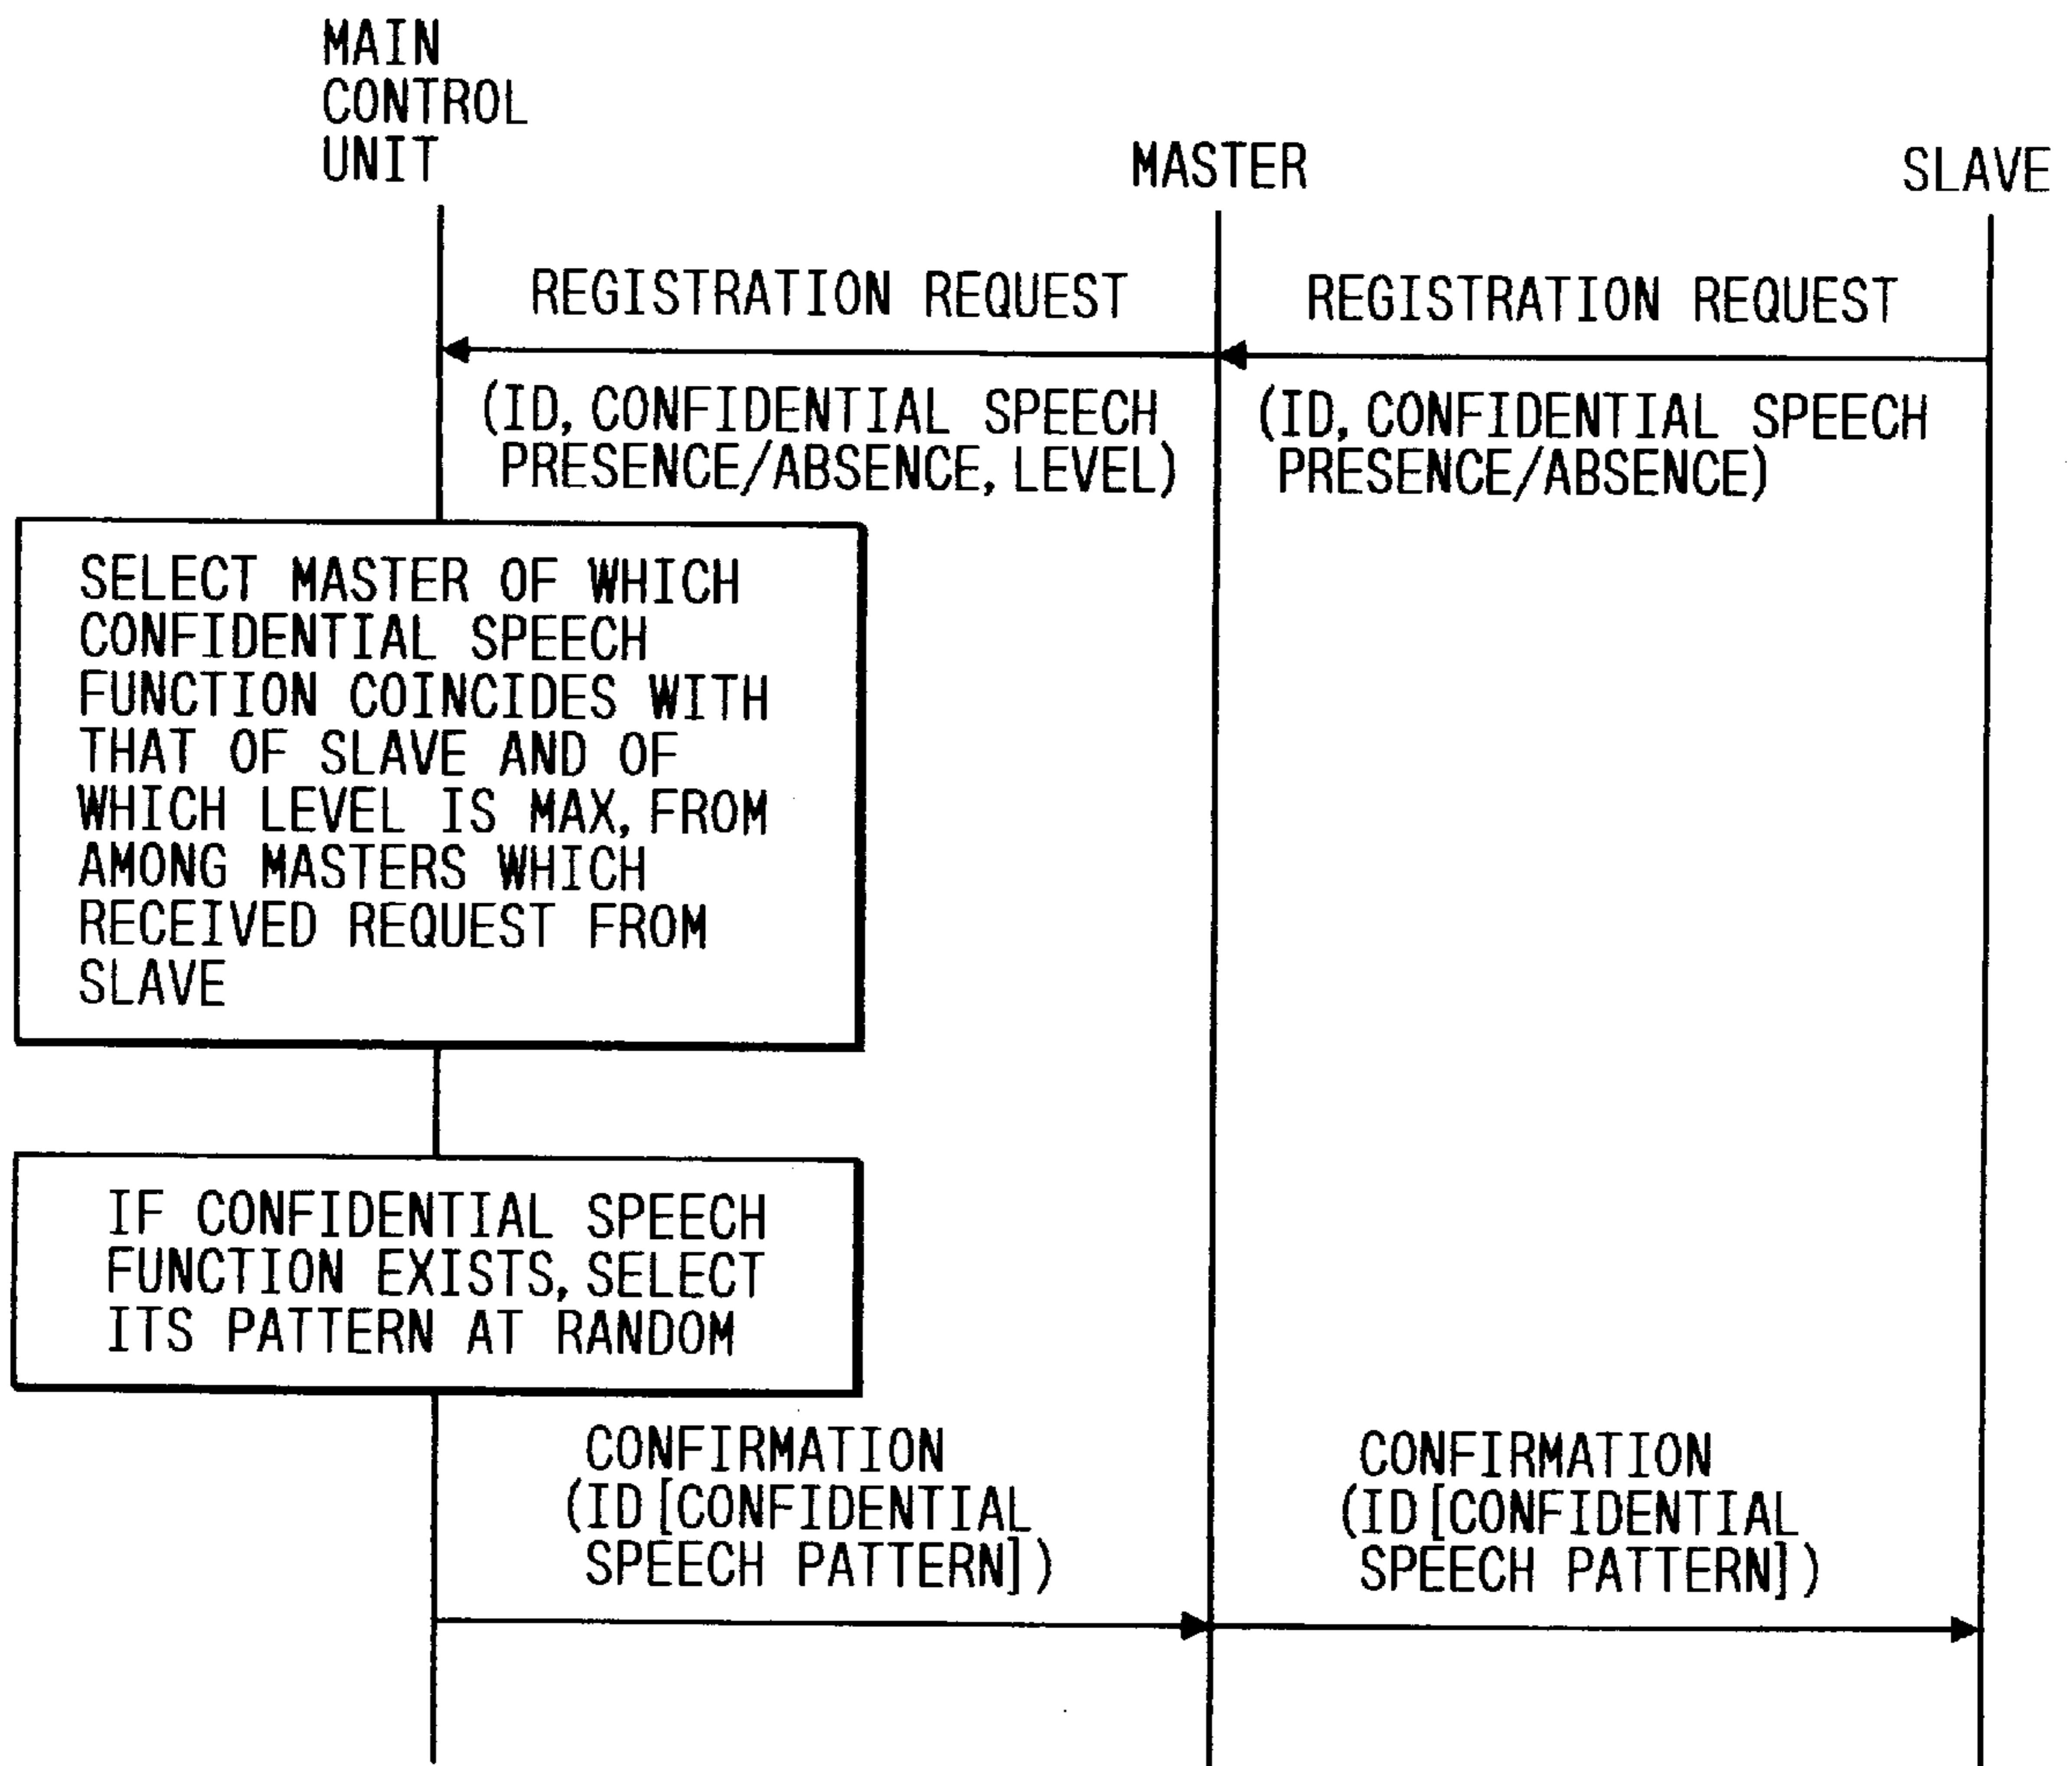 MAIN
CONTROL
UNIT
MASTER
SLAVE
REGISTRATION REQUEST
(ID, CONFIDENTIAL SPEECH
PRESENCE/ABSENCE, LEVEL)
REGISTRATION REQUEST
(ID, CONFIDENTIAL SPEECH
PRESENCE/ABSENCE)
SELECT MASTER OF WHICH
CONFIDENTIAL SPEECH
FUNCTION COINCIDES WITH
THAT OF SLAVE AND OF
WHICH LEVEL IS MAX, FROM
AMONG MASTERS WHICH
RECEIVED REQUEST FROM
SLAVE
IF CONFIDENTIAL SPEECH
FUNCTION EXISTS, SELECT
ITS PATTERN AT RANDOM
CONFIRMATION
(ID [CONFIDENTIAL
SPEECH PATTERN])
CONFIRMATION
(ID [CONFIDENTIAL
SPEECH PATTERN])